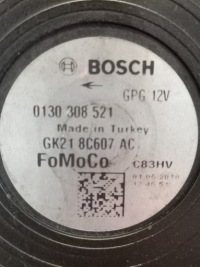 BOSCH
GPG 12V
0130 308 521
Made in Turkey
GK21 8C607 AC
FoMoCo
C83HV